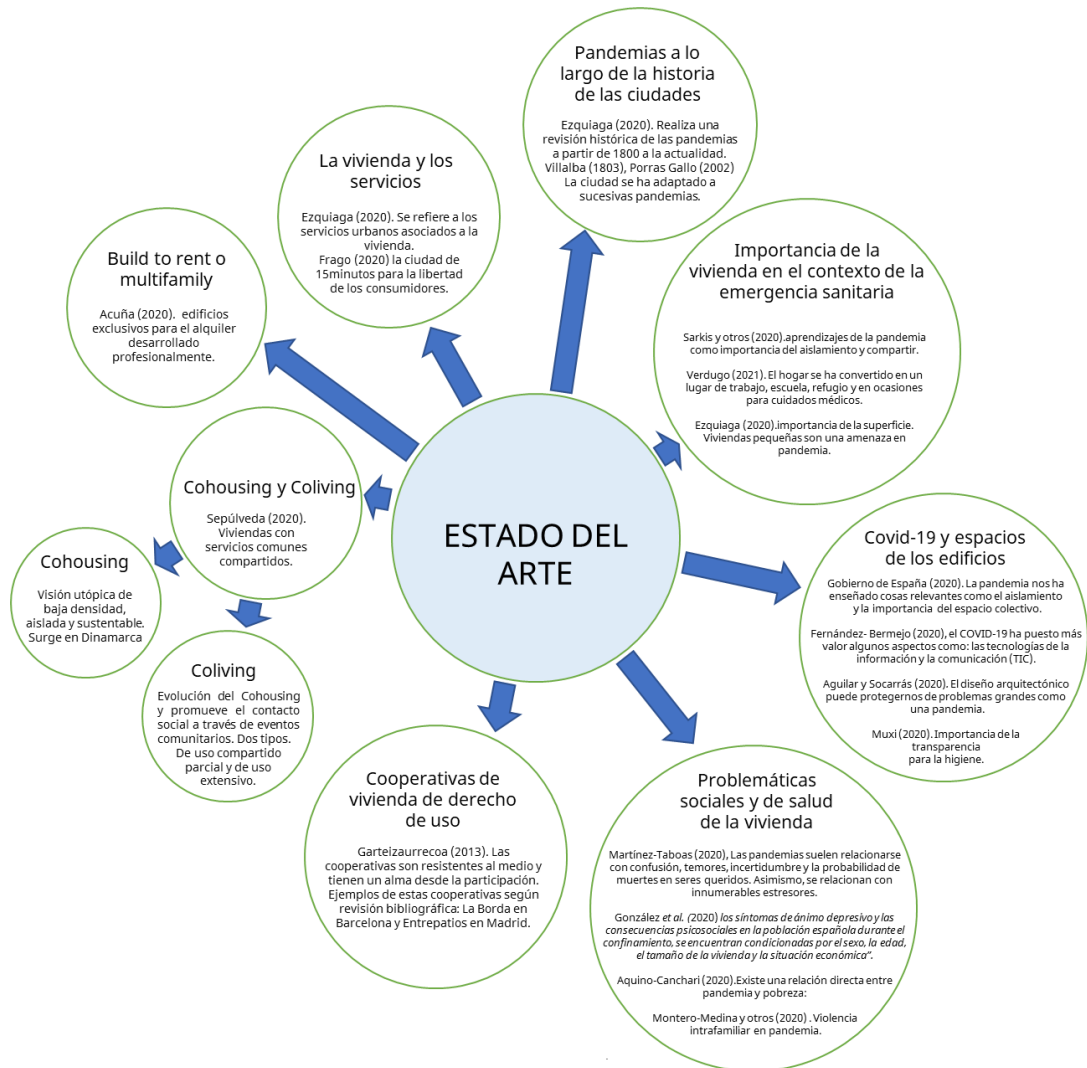 Pandemias a lo
largo de la historia
de las ciudades
Ezquiaga (2020). Realiza una
revisión histórica de las pandemias
a partir de 1800 a la actualidad.
Villalba (1803), Porras Gallo (2002)
La ciudad se ha adaptado a
sucesivas pandemias.
La vivienda y los
servicios
Ezquiaga (2020). Se refiere a los
servicios urbanos asociados a la
vivienda.
Frago (2020) la ciudad de
15minutos para la libertad
de los consumidores.
Importancia de la
vivienda en el contexto de la
emergencia sanitaria
Sarkis y otros (2020).aprendizajes de la pandemia
como importancia del aislamiento y compartir.
Verdugo (2021). El hogar se ha convertido en un
lugar de trabajo, escuela, refugio y en ocasiones
para cuidados médicos.
Ezquiaga (2020).importancia de la superficie.
Viviendas pequeñas son una amenaza en
pandemia.
Build to rent o
multifamily
Acuña (2020). edificios
exclusivos para el alquiler
desarrollado
profesionalmente.
Cohousing y Coliving
Sepúlveda (2020).
Viviendas con
servicios comunes
compartidos.
ESTADO DEL
ARTE
Covid-19 y espacios
de los edificios
Gobierno de España (2020). La pandemia nos ha
enseñado cosas relevantes como el aislamiento
y la importancia del espacio colectivo.
Fernández- Bermejo (2020), el COVID-19 ha puesto más
valor algunos aspectos como: las tecnologías de la
información y la comunicación (TIC).
Aguilar y Socarrás (2020). El diseño arquitectónico
puede protegernos de problemas grandes como
una pandemia.
Muxi (2020). Importancia de la
transparencia
para la higiene.
Cohousing
Visión utópica de
baja densidad,
aislada y sustentable.
Surge en Dinamarca
Coliving
Evolución del Cohousing
y promueve el contacto
social a través de eventos
comunitarios. Dos tipos.
De uso compartido
parcial y de uso
extensivo.
Cooperativas de
vivienda de derecho
de uso
Garteizaurrecoa (2013). Las
cooperativas son resistentes al medio y
tienen un alma desde la participación.
Ejemplos de estas cooperativas según
revisión bibliográfica: La Borda en
Barcelona y Entrepatios en Madrid.
Problemáticas
sociales y de salud
de la vivienda
Martínez-Taboas (2020), Las pandemias suelen relacionarse
con confusión, temores, incertidumbre y la probabilidad de
muertes en seres queridos. Asimismo, se relacionan con
innumerables estresores.
González et al. (2020) los síntomas de ánimo depresivo y las
consecuencias psicosociales en la población española durante el
confinamiento, se encuentran condicionadas por el sexo, la edad,
el tamaño de la vivienda y la situación económica”.
Aquino-Canchari (2020).Existe una relación directa entre
pandemia y pobreza:
Montero-Medina y otros (2020) . Violencia
intrafamiliar en pandemia.